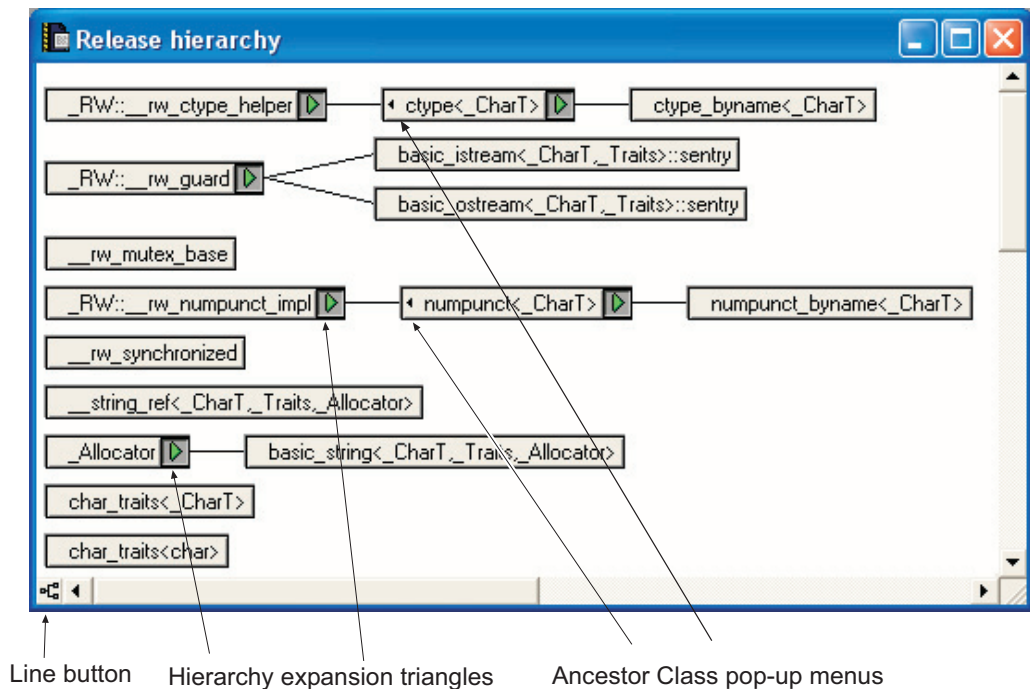 Release hierarchy
_RW::__rw_ctype_helper
ctype<_CharT>
ctype_byname<_CharT>
_RW::__rw_guard
basic_istream<_CharT,_Traits>::sentry
basic_ostream<_CharT,_Traits>::sentry
__rw_mutex_base
_RW::__rw_numpunct_impl
numpunct<_CharT>
numpunct_byname<_CharT>
__rw_synchronized
__string_ref<_CharT,_Traits,_Allocator>
_Allocator
basic_string<_CharT,_Traits,_Allocator>
char_traits<_CharT>
char_traits<char>
Line button
Hierarchy expansion triangles
Ancestor Class pop-up menus